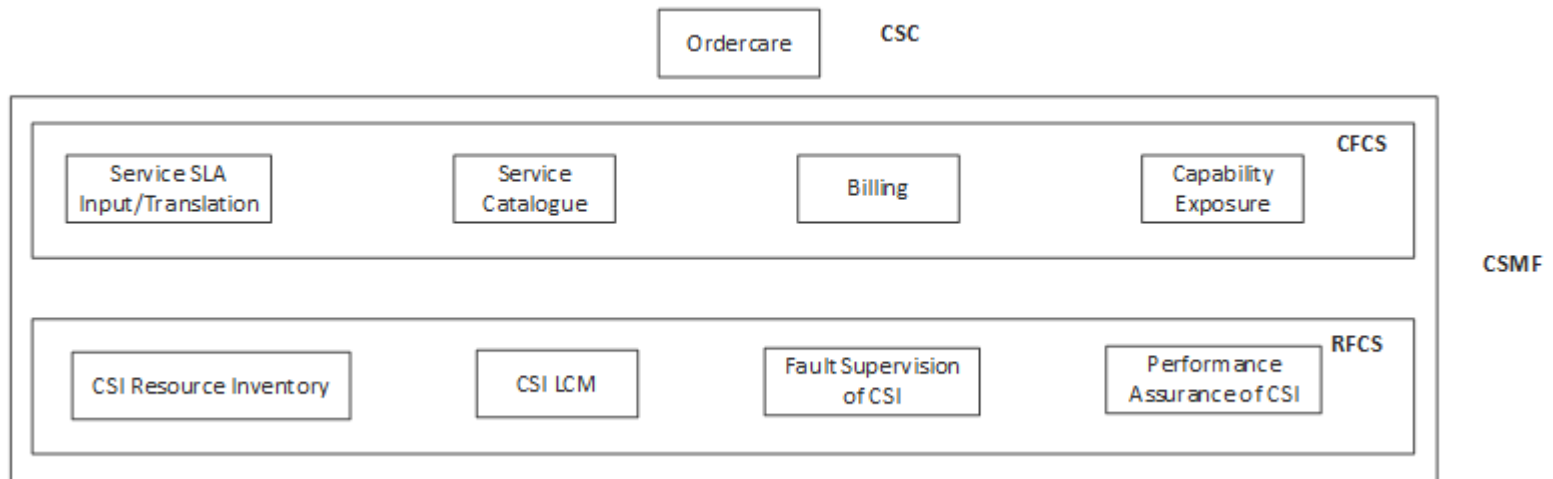 Ordercare
CSC
CFCS
Service SLA
Input/Translation
Service
Catalogue
Billing
Capability
Exposure
CSMF
RFCS
CSI Resource Inventory
CSI LCM
Fault Supervision
of CSI
Performance
Assurance of CSI